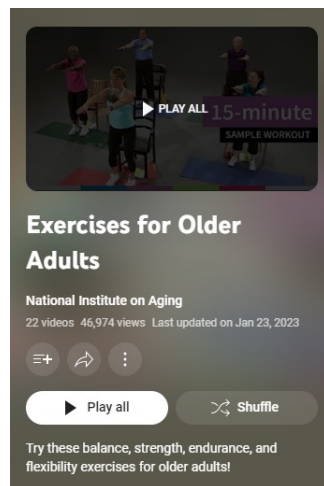 PLAY ALL
15-minute
SAMPLE WORKOUT
Exercises for Older
Adults
National Institute on Aging
22 videos 46,974 views Last updated on Jan 23, 2023
Play all
Shuffle
Try these balance, strength, endurance, and
flexibility exercises for older adults!